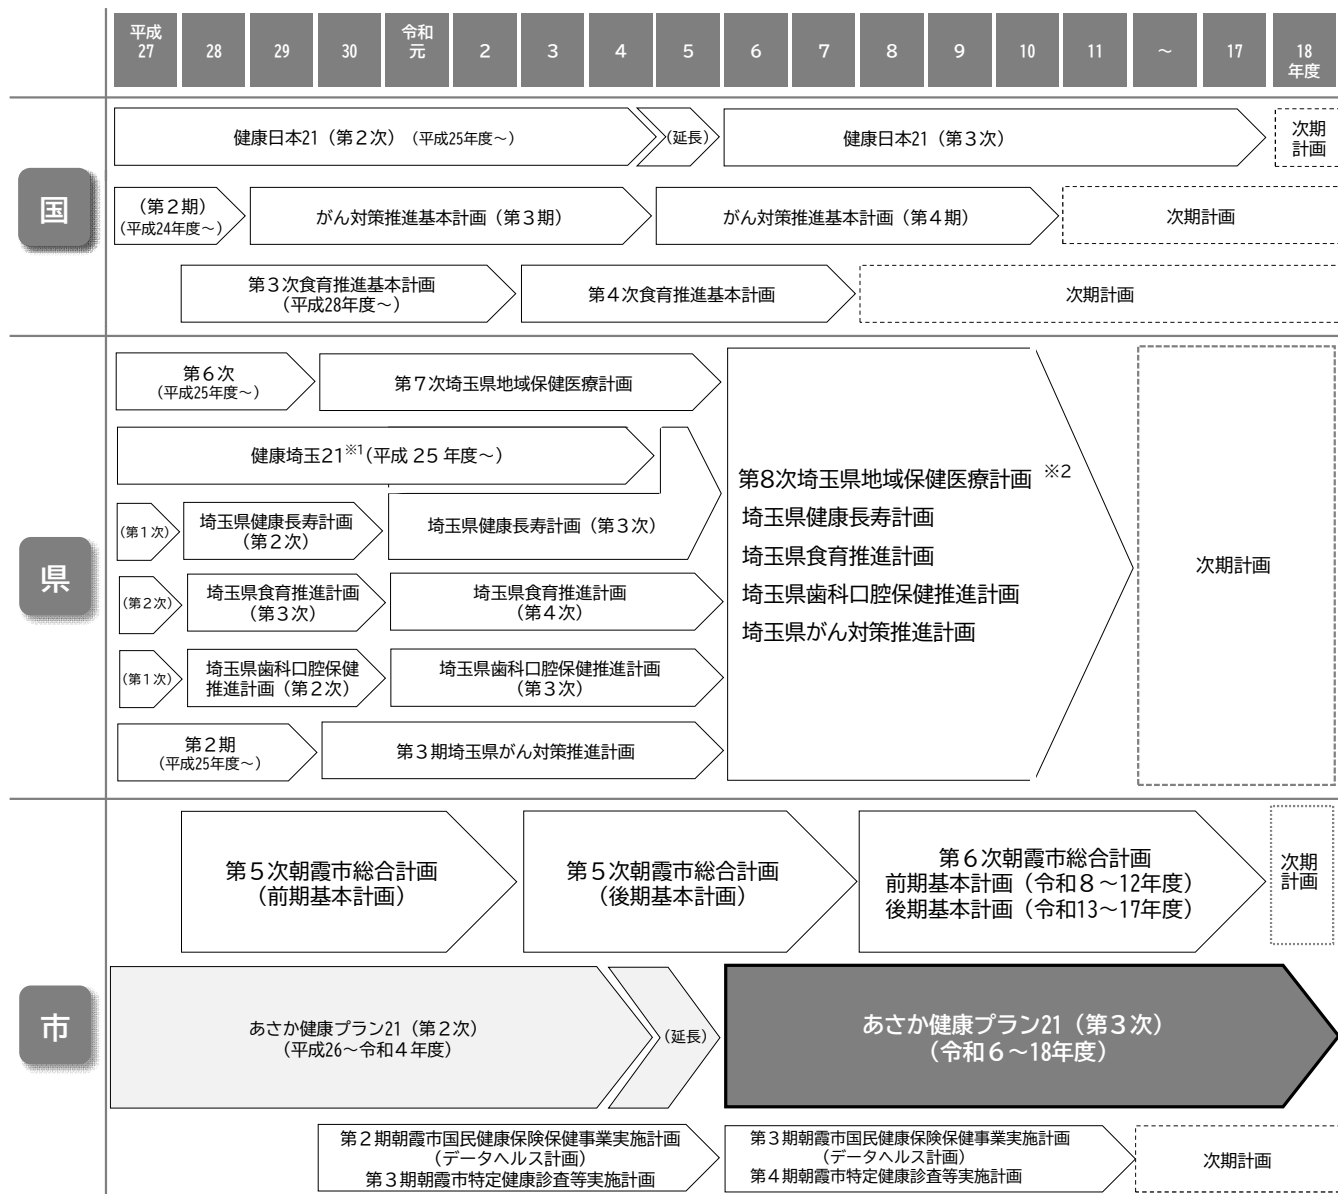 平成
27
28
29
30
令和
元
2
3
4
5
6
7
8
9
10
11
～
17
18
年度
国
健康日本21（第2次）（平成25年度～）
（延長）
健康日本21（第3次）
次期
計画
（第2期）
（平成24年度～）
がん対策推進基本計画（第3期）
がん対策推進基本計画（第4期）
次期計画
第3次食育推進基本計画
（平成28年度～）
第4次食育推進基本計画
次期計画
県
第6次
（平成25年度～）
第7次埼玉県地域保健医療計画
健康埼玉21※1（平成 25 年度～）
（第1次）
埼玉県健康長寿計画
（第2次）
埼玉県健康長寿計画（第3次）
（第2次）
埼玉県食育推進計画
（第3次）
埼玉県食育推進計画
（第4次）
（第1次）
埼玉県歯科口腔保健
推進計画（第2次）
埼玉県歯科口腔保健推進計画
（第3次）
第2期
（平成25年度～）
第3期埼玉県がん対策推進計画
第8次埼玉県地域保健医療計画 ※2
埼玉県健康長寿計画
埼玉県食育推進計画
埼玉県歯科口腔保健推進計画
埼玉県がん対策推進計画
次期計画
市
第5次朝霞市総合計画
（前期基本計画）
第5次朝霞市総合計画
（後期基本計画）
第6次朝霞市総合計画
前期基本計画（令和8～12年度）
後期基本計画（令和13～17年度）
次期
計画
あさか健康プラン21（第2次）
（平成26～令和4年度）
（延長）
あさか健康プラン21（第3次）
（令和6～18年度）
第2期朝霞市国民健康保険保健事業実施計画
（データヘルス計画）
第3期朝霞市特定健康診査等実施計画
第3期朝霞市国民健康保険保健事業実施計画
（データヘルス計画）
第4期朝霞市特定健康診査等実施計画
次期計画